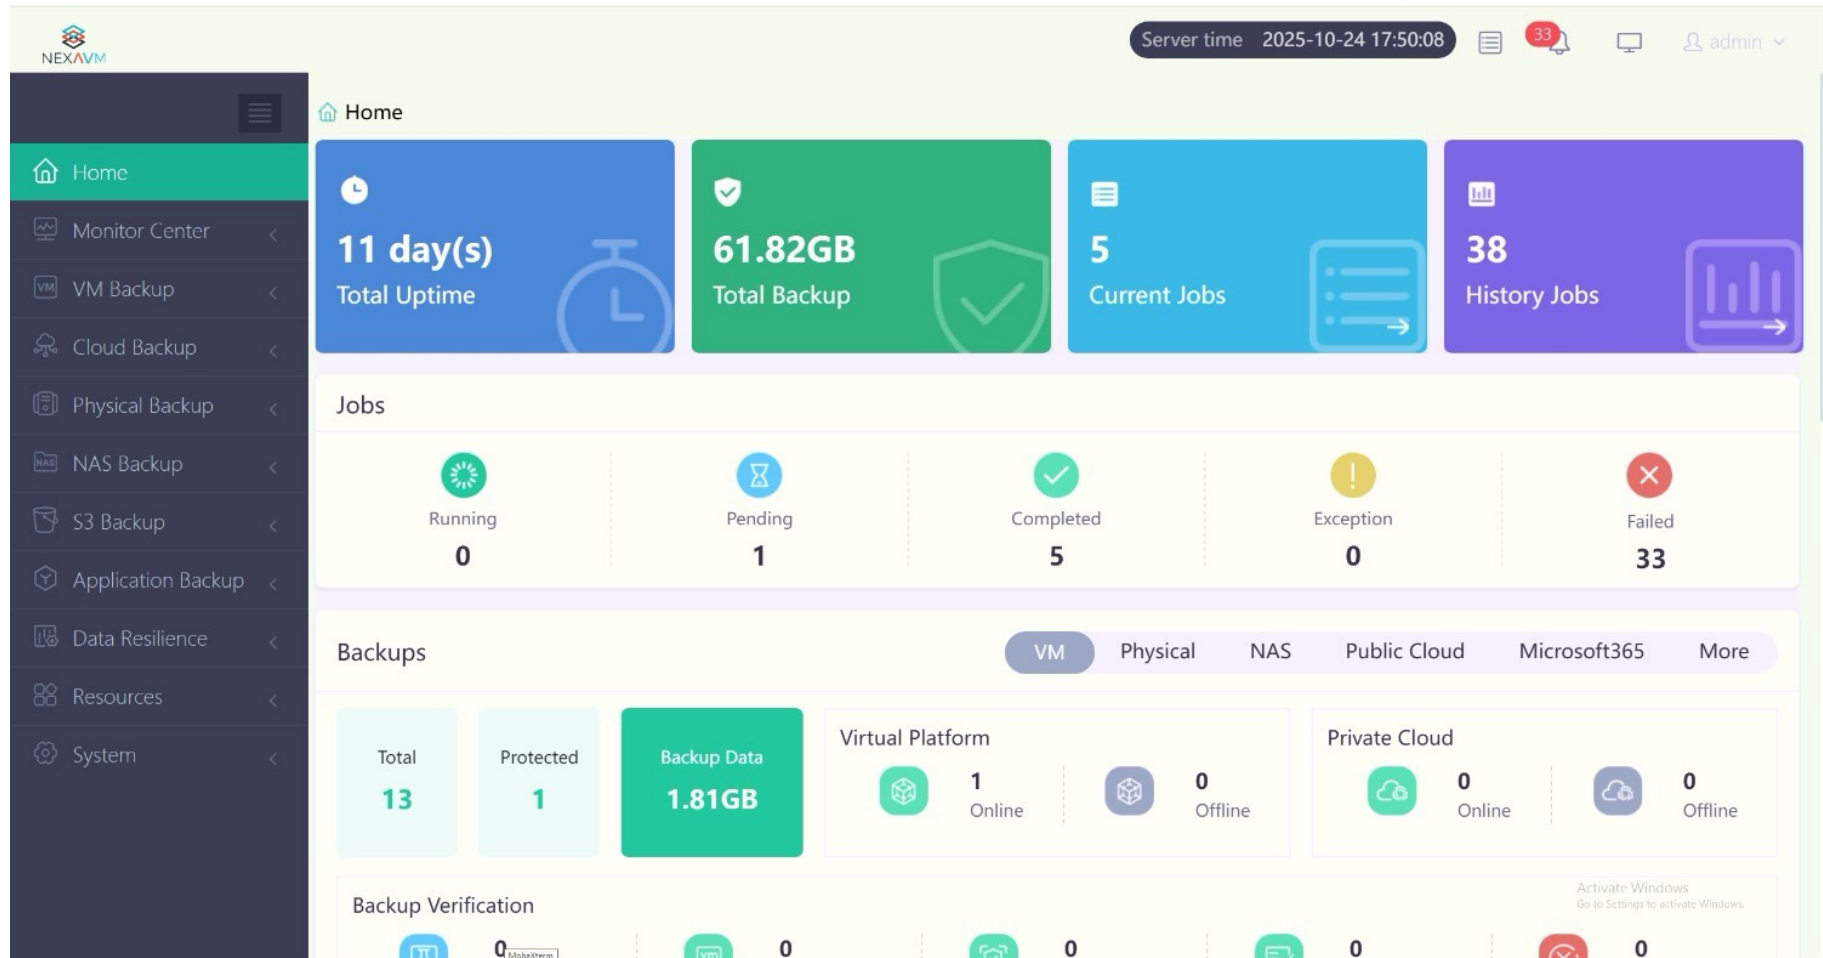 NEXAVM
Server time 2025-10-24 17:50:08
33
admin
Home
Monitor Center
VM
VM Backup
Cloud Backup
Physical Backup
NAS
NAS Backup
S3 Backup
Application Backup
Data Resilience
Resources
System
Home
11 day(s)
Total Uptime
61.82GB
Total Backup
5
Current Jobs
38
History Jobs
Jobs
Running
0
Pending
1
Completed
5
Exception
0
Failed
33
Backups
VM Physical NAS Public Cloud Microsoft365 More
Total
13
Protected
1
Backup Data
1.81GB
Virtual Platform
1
Online
0
Offline
Private Cloud
0
Online
0
Offline
Activate Windows
Go to Settings to activate Windows.
Backup Verification
0
MobaXterm
vm
0
0
0
0